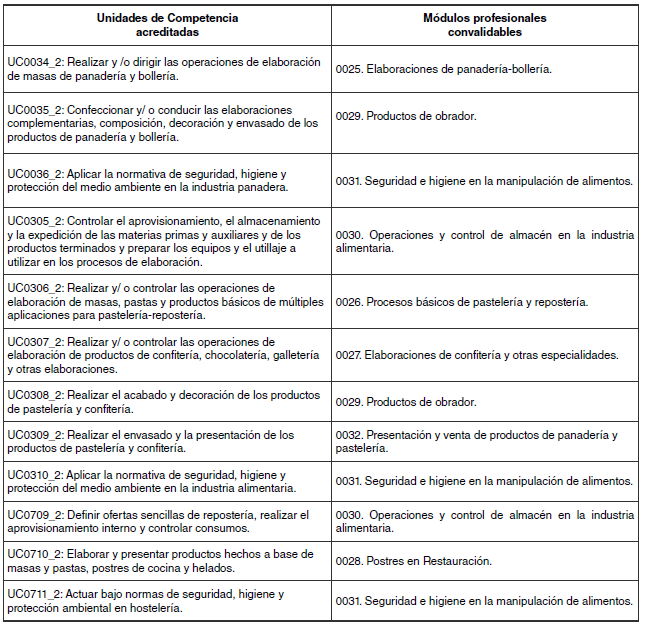 Unidades de Competencia
acreditadas
Módulos profesionales
convalidables
UC0034_2: Realizar y /o dirigir las operaciones de elaboración
de masas de panadería y bollería.
0025. Elaboraciones de panadería-bollería.
UC0035_2: Confeccionar y/ o conducir las elaboraciones
complementarias, composición, decoración y envasado de los
productos de panadería y bollería.
0029. Productos de obrador.
UC0036_2: Aplicar la normativa de seguridad, higiene y
protección del medio ambiente en la industria panadera.
0031. Seguridad e higiene en la manipulación de alimentos.
UC0305_2: Controlar el aprovisionamiento, el almacenamiento
y la expedición de las materias primas y auxiliares y de los
productos terminados y preparar los equipos y el utillaje a
utilizar en los procesos de elaboración.
0030. Operaciones y control de almacén en la industria
alimentaria.
UC0306_2: Realizar y/ o controlar las operaciones de
elaboración de masas, pastas y productos básicos de múltiples
aplicaciones para pastelería-repostería.
0026. Procesos básicos de pastelería y repostería.
UC0307_2: Realizar y/ o controlar las operaciones de
elaboración de productos de confitería, chocolatería, galletería
y otras elaboraciones.
0027. Elaboraciones de confitería y otras especialidades.
UC0308_2: Realizar el acabado y decoración de los productos
de pastelería y confitería.
0029. Productos de obrador.
UC0309_2: Realizar el envasado y la presentación de los
productos de pastelería y confitería.
0032. Presentación y venta de productos de panadería y
pastelería.
UC0310_2: Aplicar la normativa de seguridad, higiene y
protección del medio ambiente en la industria alimentaria.
0031. Seguridad e higiene en la manipulación de alimentos.
UC0709_2: Definir ofertas sencillas de repostería, realizar el
aprovisionamiento interno y controlar consumos.
0030. Operaciones y control de almacén en la industria
alimentaria.
UC0710_2: Elaborar y presentar productos hechos a base de
masas y pastas, postres de cocina y helados.
0028. Postres en Restauración.
UC0711_2: Actuar bajo normas de seguridad, higiene y
protección ambiental en hostelería.
0031. Seguridad e higiene en la manipulación de alimentos.